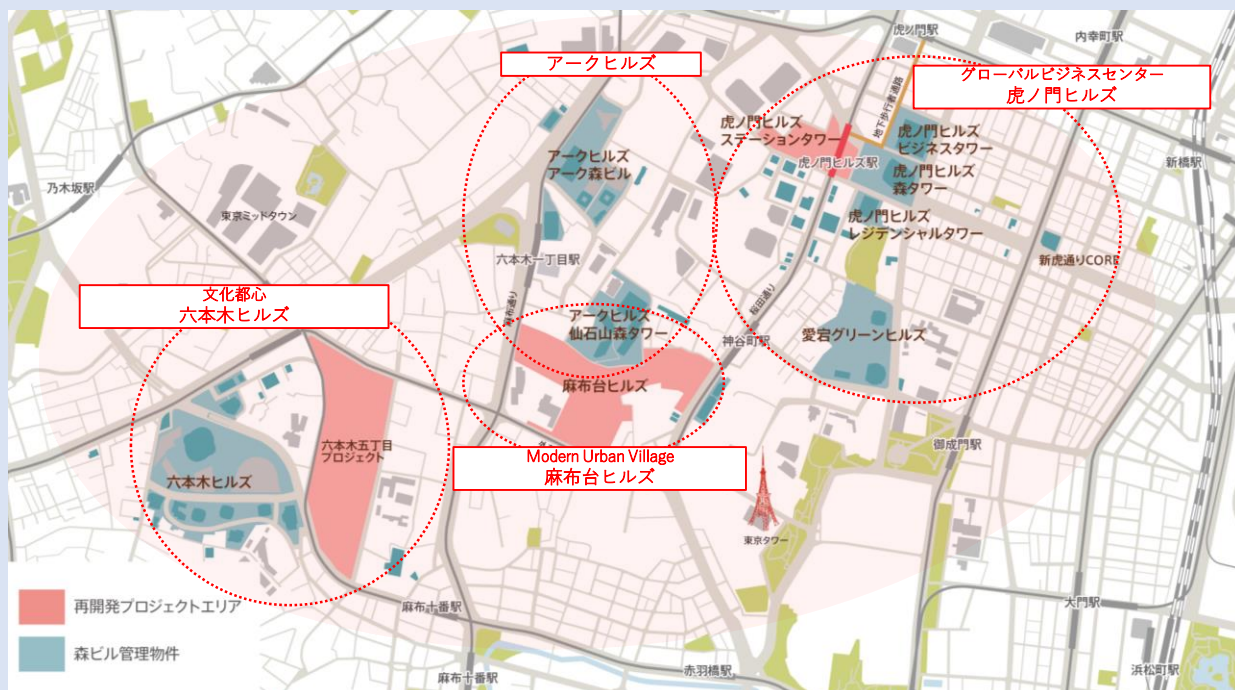 虎ノ門駅
内幸町駅
アークヒルズ
グローバルビジネスセンター
虎ノ門ヒルズ
地下歩行者通路
虎ノ門ヒルズ
ステーションタワー
虎ノ門ヒルズ
ビジネスタワー
アークヒルズ
アーク森ビル
虎ノ門ヒルズ駅
虎ノ門ヒルズ
森タワー
新橋駅
乃木坂駅
東京ミッドタウン
虎ノ門ヒルズ
レジデンシャルタワー
六本木一丁目駅
新虎通りCORE
文化都心
六本木ヒルズ
麻布通り
桜田通り
アークヒルズ
仙石山森タワー
神谷町駅
愛宕グリーンヒルズ
麻布台ヒルズ
六本木五丁目
プロジェクト
御成門駅
Modern Urban Village
麻布台ヒルズ
六本木ヒルズ
東京タワー
再開発プロジェクトエリア
麻布十番駅
大門駅
森ビル管理物件
赤羽橋駅
浜松町駅
麻布十番駅